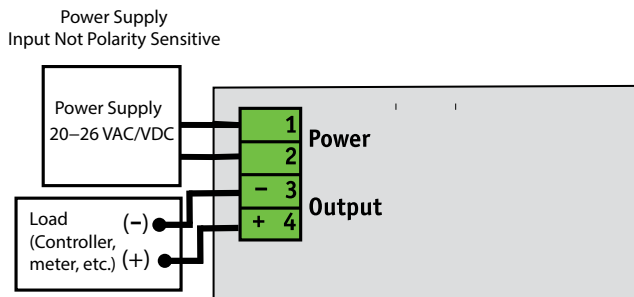 Power Supply
Input Not Polarity Sensitive
Power Supply
20–26 VAC/VDC
1
Power
2
– 3
Output
+ 4
Load
(–)
(Controller,
meter, etc.) (+)